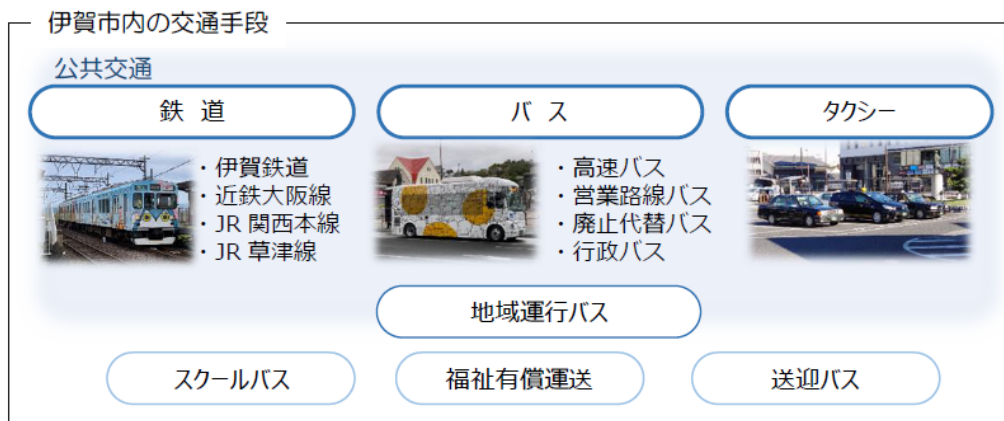 伊賀市内の交通手段
公共交通
鉄 道
・伊賀鉄道
・近鉄大阪線
・JR 関西本線
・JR 草津線
バ ス
・高速バス
・営業路線バス
・廃止代替バス
・行政バス
タクシー
地域運行バス
スクールバス
福祉有償運送
送迎バス